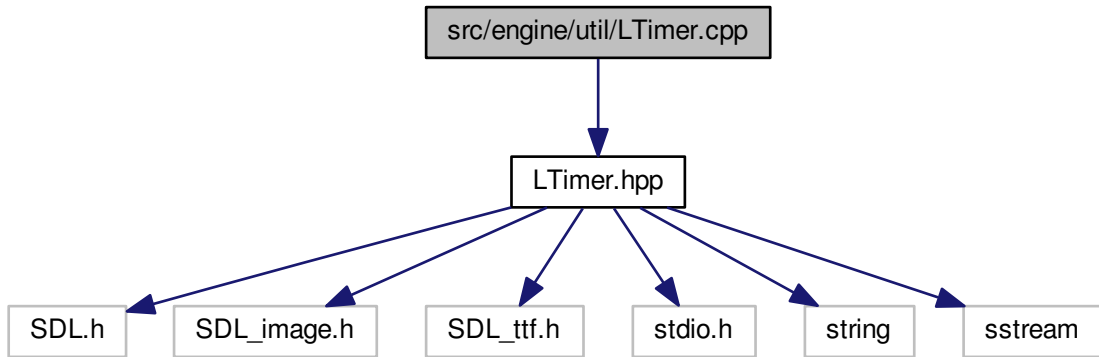 src/engine/util/LTimer.cpp
LTimer.hpp
SDL.h
SDL_image.h
SDL_ttf.h
stdio.h
string
sstream